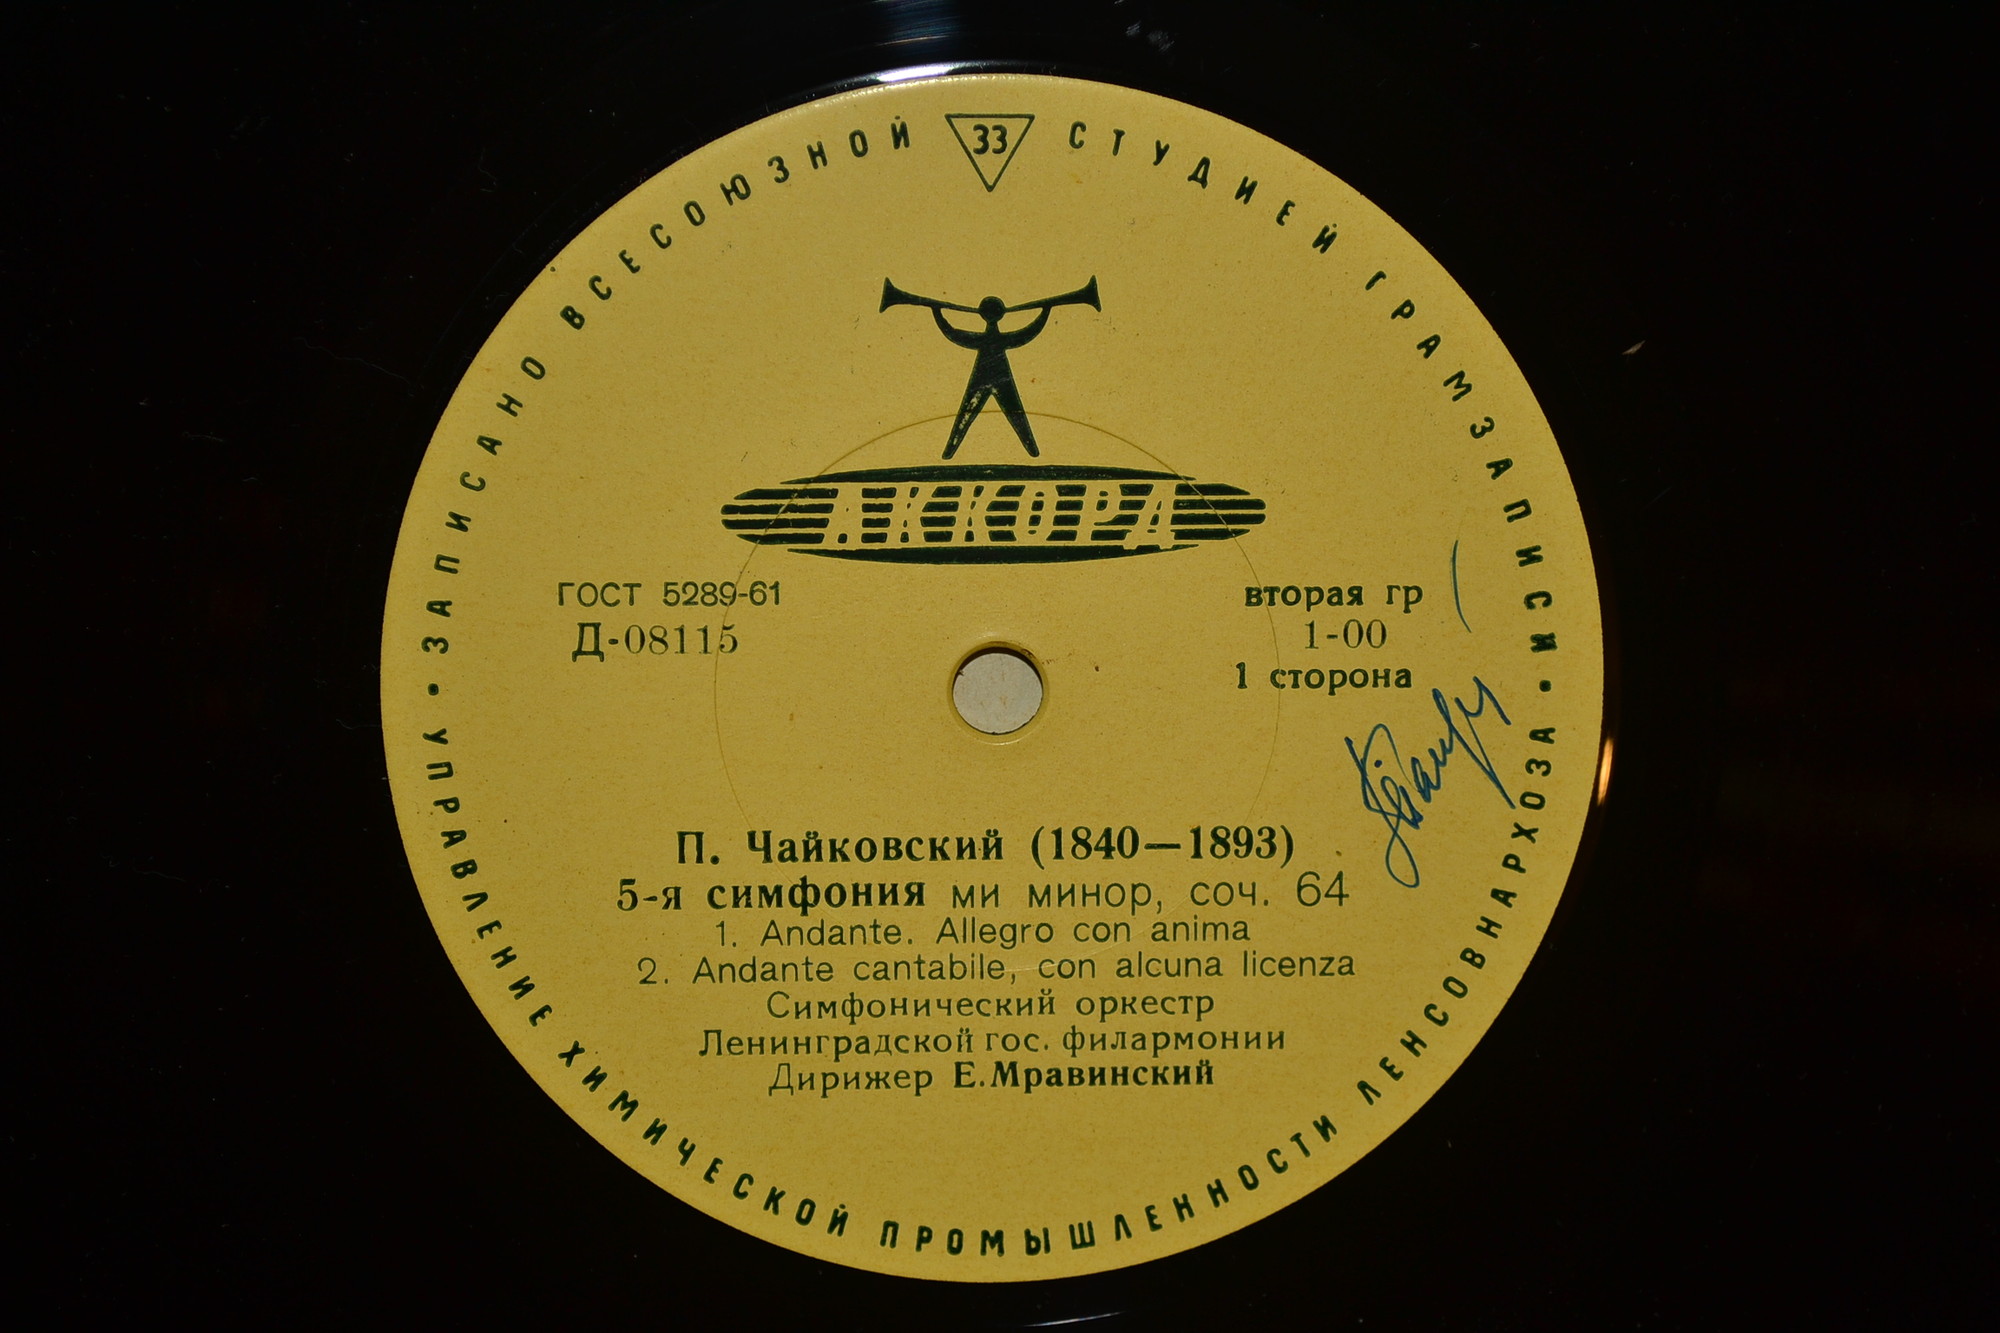 ЗАПИСАНО ВСЕСОЮЗНОЙ СТУДИЕЙ ГРАМЗАПИСИ
33
АККОРД
ГОСТ 5289-61
Д-08115
вторая гр
1-00
1 сторона
П. Чайковский (1840—1893)
5-я симфония ми минор, соч. 64
1. Andante. Allegro con anima
2. Andante cantabile, con alcuna licenza
Симфонический оркестр
Ленинградской гос. филармонии
Дирижер Е.Мравинский
УПРАВЛЕНИЕ ХИМИЧЕСКОЙ ПРОМЫШЛЕННОСТИ ЛЕНСОВНАРХОЗА